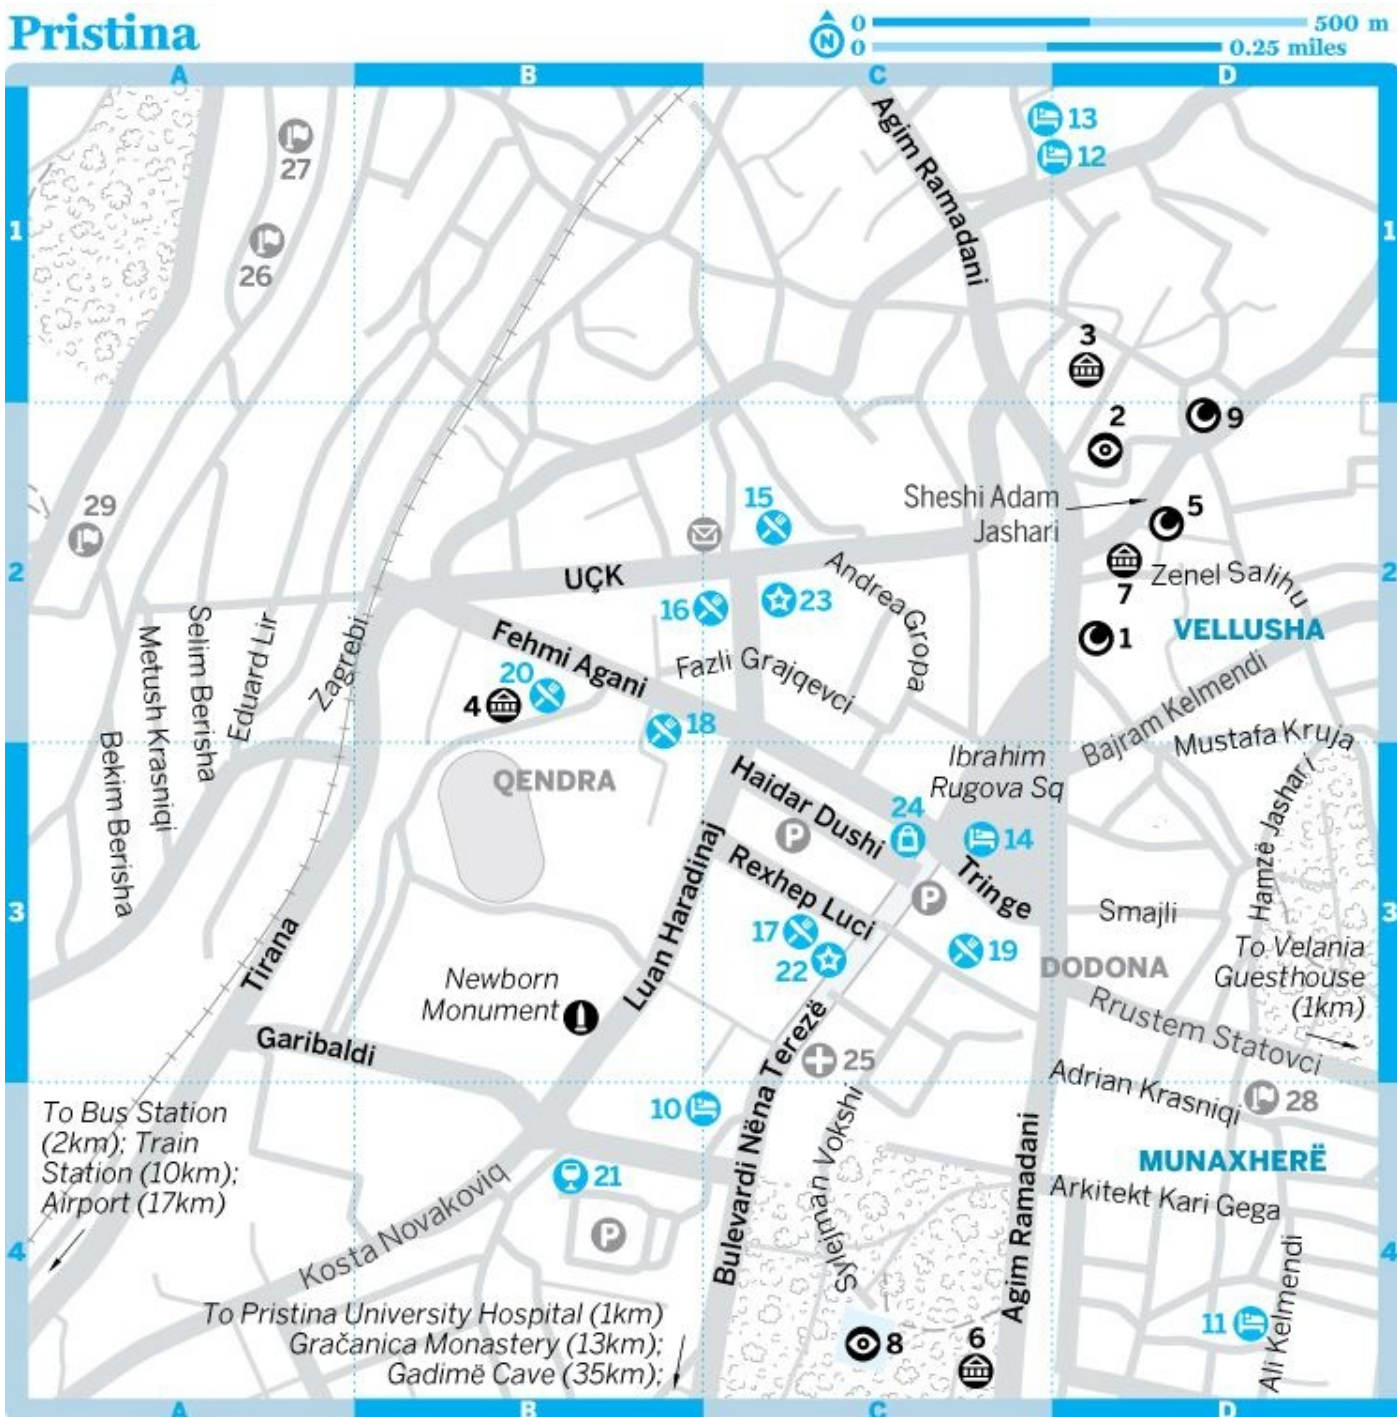 Pristina
N
0 500 m
0 0.25 miles
A B C D
1 1
13
12
27
26
Agim Ramadani
3
2
9
29
15
Sheshi Adam
Jashari
5
2 2
UÇK
Andrea Gropa
Zenel Salihu
7
16
23
1
VELLUSHA
Selim Berisha
Metush Krasniqi
Eduard Lir
Zagrebi
Fehmi Agani
Fazli Grajqevci
20
4
18
Bajram Kelmendi
Mustafa Kruja
Bekim Berisha
QENDRA
Ibrahim
Rugova Sq
Haidar Dushi
24
14
P
Hamzë Jashari
Rexhep Luci
Tringe
P
Luan Haradinaj
3 3
Smajli
Tirana
17
22
19
DODONA
To Velania
Guesthouse
(1km)
Newborn
Monument
Rrustem Statovci
Garibaldi
Bulevardi Nëna Terezë
25
Adrian Krasniqi
28
To Bus Station
(2km); Train
Station (10km);
Airport (17km)
10
Sylejman Vokshi
21
MUNAXHERË
Arkitekt Kari Gega
Kosta Novakoviq
P
Agim Ramadani
4 4
Ali Kelmendi
To Pristina University Hospital (1km)
Gračanica Monastery (13km);
Gadimë Cave (35km);
8
6
11
A B C D